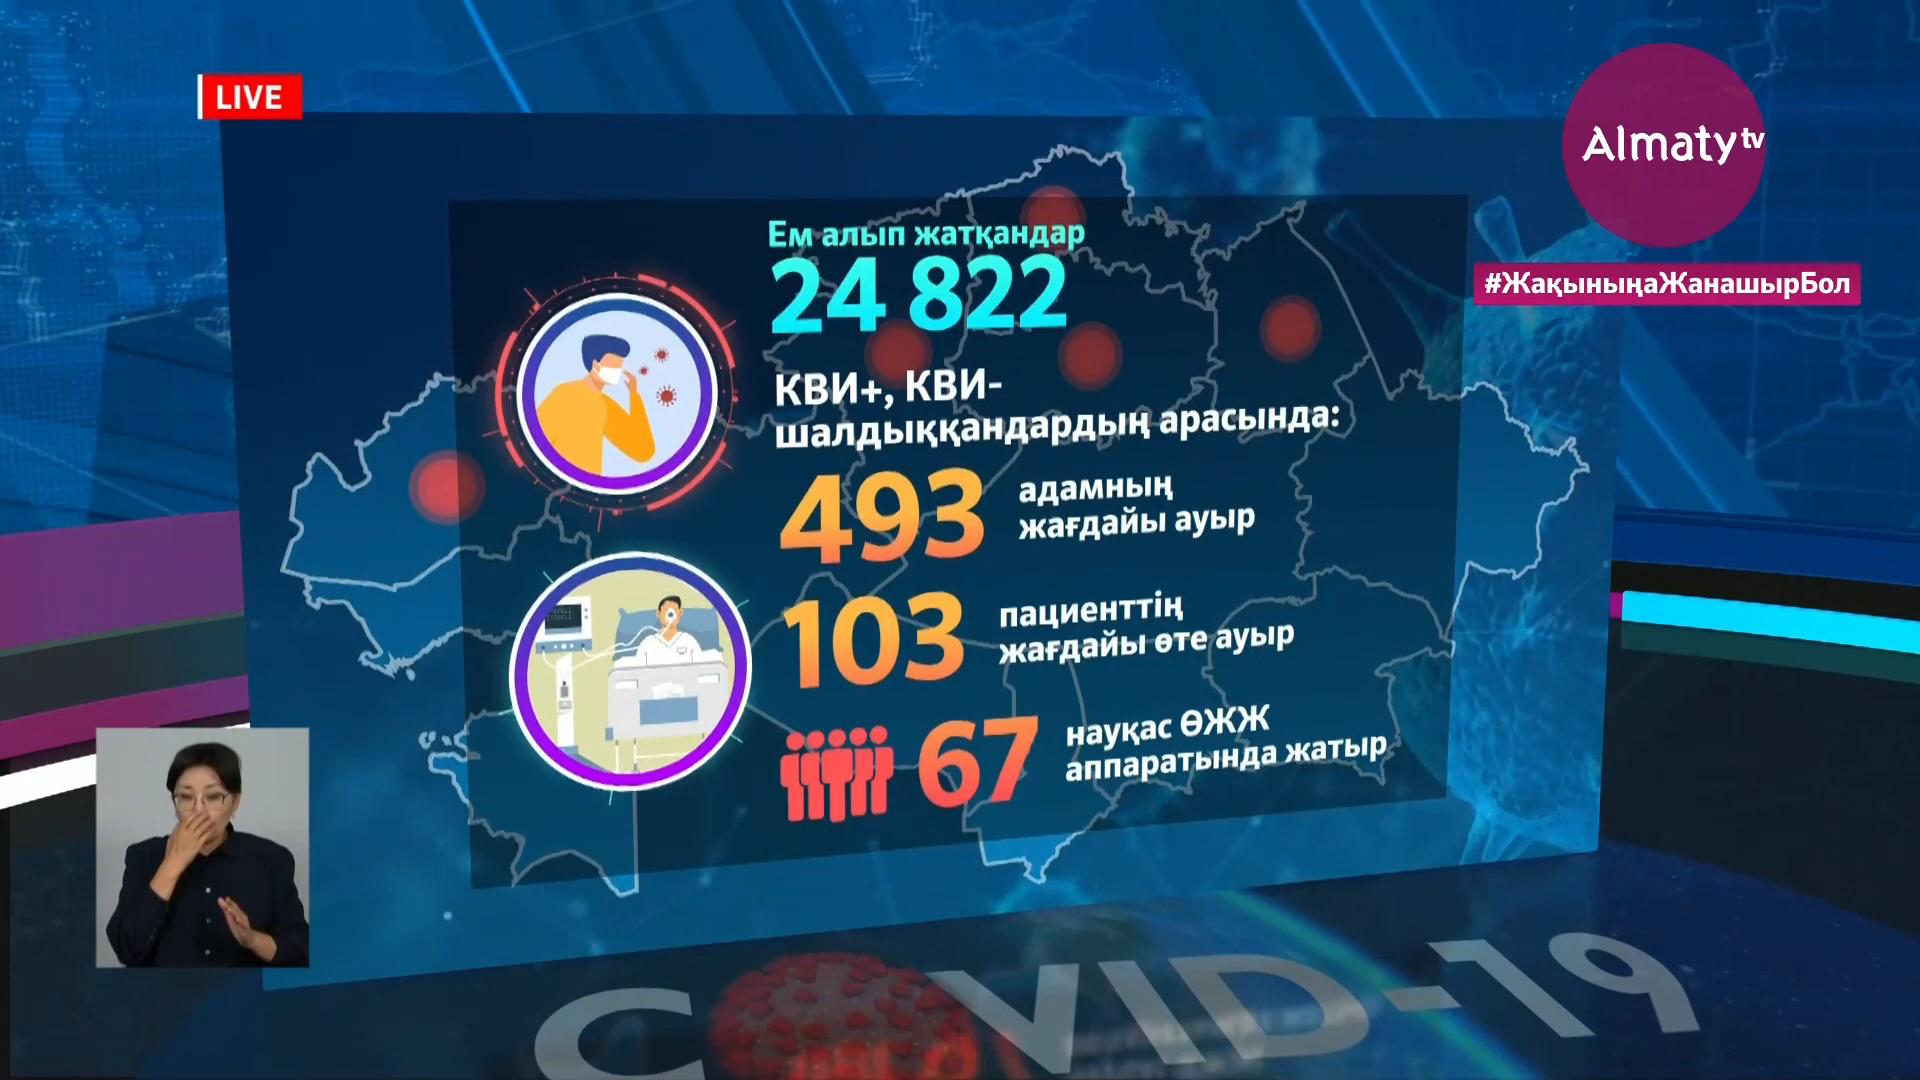 LIVE
Almaty tv
#ЖақыныңаЖанашырБол
Ем алып жатқандар
24 822
КВИ+, КВИ-
шалдыққандардың арасында:
493
адамның
жағдайы ауыр
103
пациенттің
жағдайы өте ауыр
67
науқас ӨЖЖ
аппаратында жатыр
COVID-19